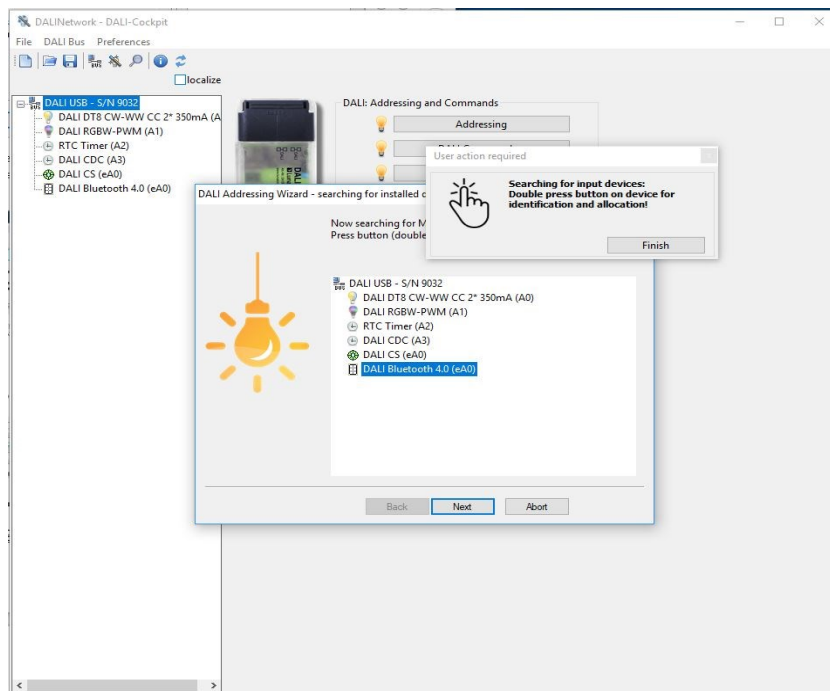 DALINetwork - DALI-Cockpit
File DALI Bus Preferences
localize
DALI USB - S/N 9032
DALI DT8 CW-WW CC 2* 350mA (A
DALI RGBW-PWM (A1)
RTC Timer (A2)
DALI CDC (A3)
DALI CS (eA0)
DALI Bluetooth 4.0 (eA0)
DALI: Addressing and Commands
Addressing
User action required
Searching for input devices:
Double press button on device for
identification and allocation!
Finish
DALI Addressing Wizard - searching for installed d
Now searching for M
Press button (double
DALI USB - S/N 9032
DALI DT8 CW-WW CC 2* 350mA (A0)
DALI RGBW-PWM (A1)
RTC Timer (A2)
DALI CDC (A3)
DALI CS (eA0)
DALI Bluetooth 4.0 (eA0)
Back Next Abort